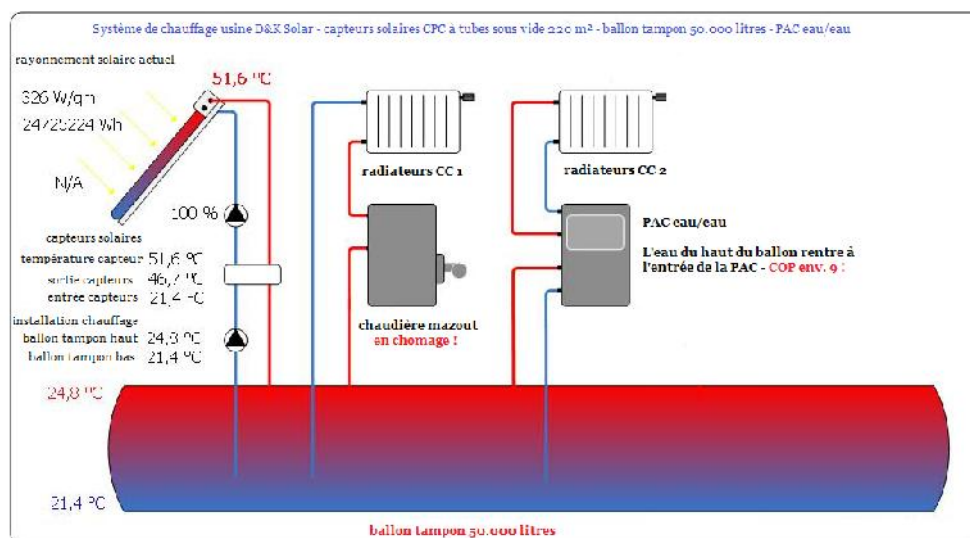 Système de chauffage usine D&K Solar - capteurs solaires CPC à tubes sous vide 220 m² - ballon tampon 50.000 litres - PAC eau/eau
rayonnement solaire actuel
51,6 °C
326 W/qm
24725224 Wh
N/A
100 %
capteurs solaires
température capteur 51,6 °C
sortie capteurs 46,7 °C
entrée capteurs 21,4 °C
installation chauffage
ballon tampon haut 24,8 °C
ballon tampon bas 21,4 °C
radiateurs CC 1
radiateurs CC 2
PAC eau/eau
L'eau du haut du ballon rentre à
l'entrée de la PAC - COP env. 9 !
chaudière mazout
en chomage !
24,8 °C
21,4 °C
ballon tampon 50.000 litres